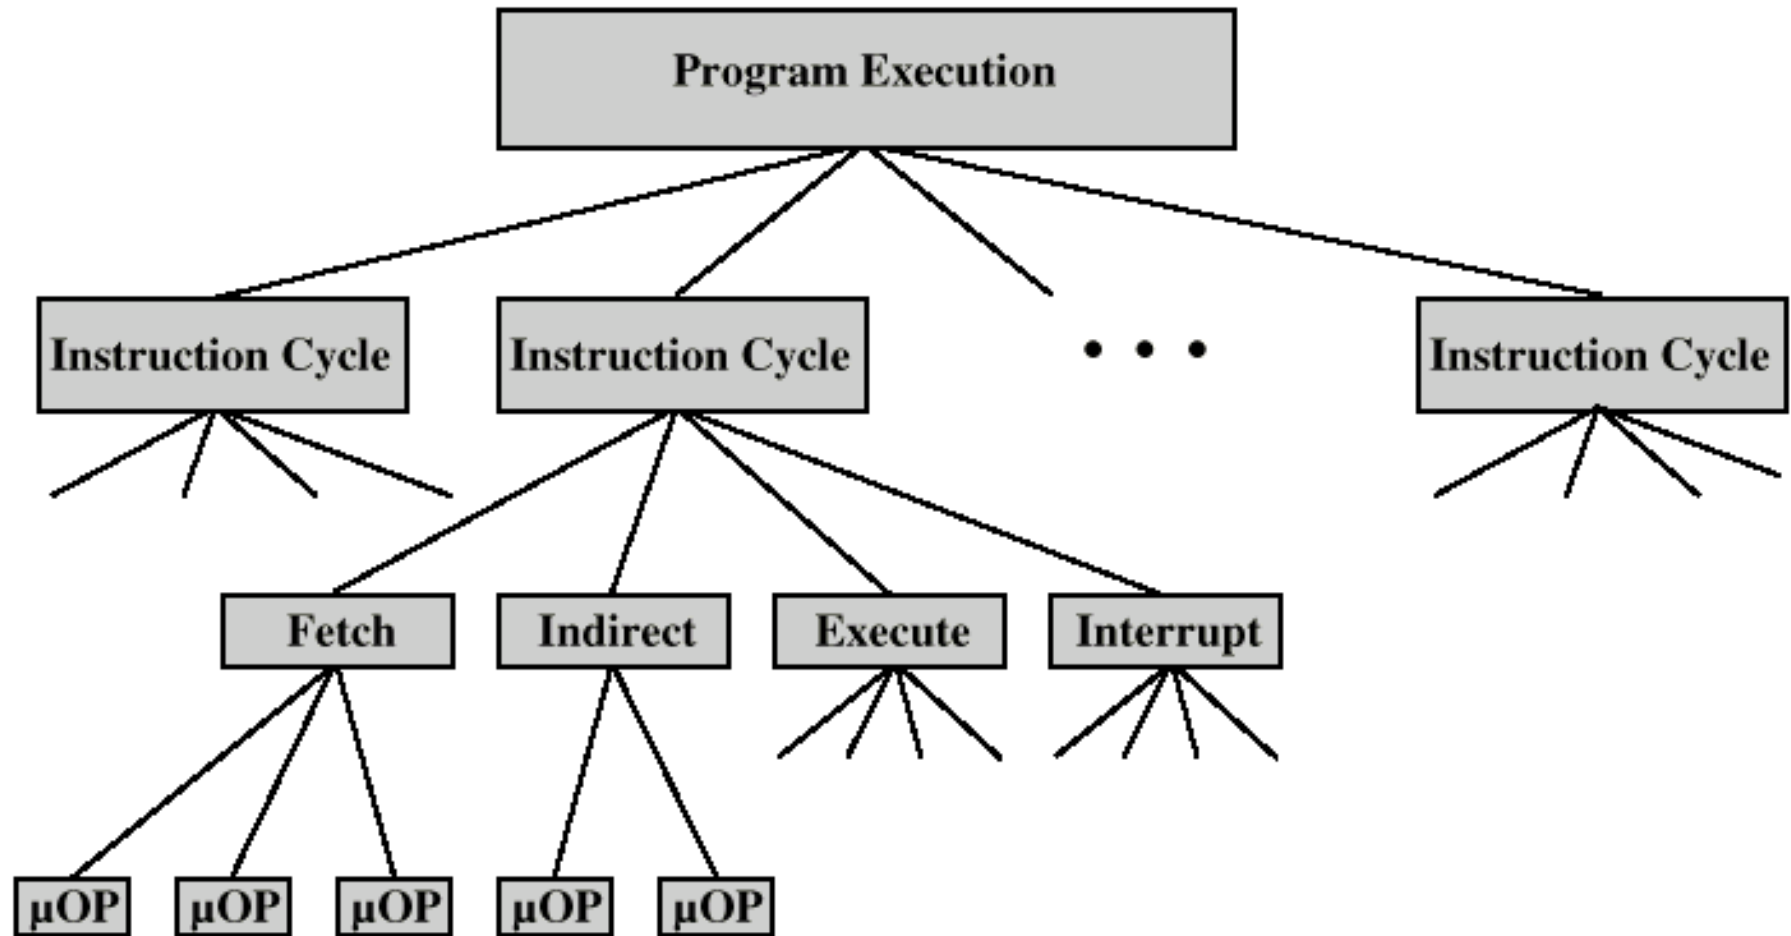 Program Execution
Instruction Cycle
Instruction Cycle
• • •
Instruction Cycle
Fetch
Indirect
Execute
Interrupt
μOP
μOP
μOP
μOP
μOP